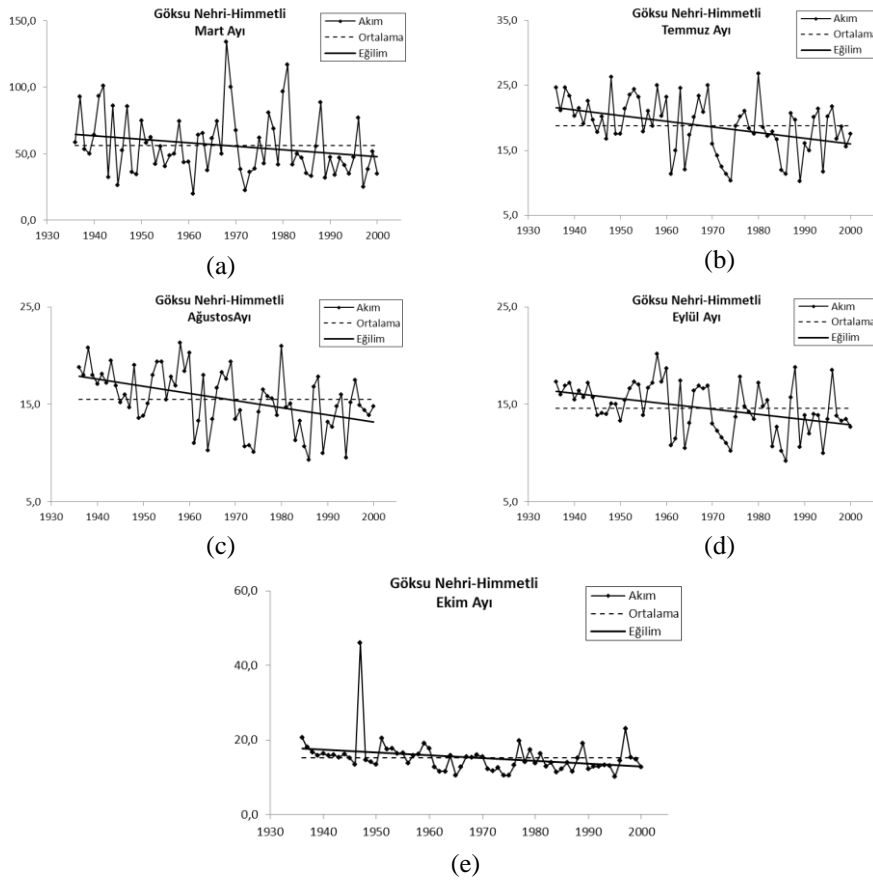 Göksu Nehri-Himmetli
Mart Ayı
Akım
Ortalama
Eğilim
150,0
100,0
50,0
0,0
1930 1940 1950 1960 1970 1980 1990 2000
(a)
Göksu Nehri-Himmetli
Temmuz Ayı
Akım
Ortalama
Eğilim
35,0
25,0
15,0
5,0
1930 1940 1950 1960 1970 1980 1990 2000
(b)
Göksu Nehri-Himmetli
AğustosAyı
Akım
Ortalama
Eğilim
25,0
15,0
5,0
1930 1940 1950 1960 1970 1980 1990 2000
(c)
Göksu Nehri-Himmetli
Eylül Ayı
Akım
Ortalama
Eğilim
25,0
15,0
5,0
1930 1940 1950 1960 1970 1980 1990 2000
(d)
Göksu Nehri-Himmetli
Ekim Ayı
Akım
Ortalama
Eğilim
60,0
40,0
20,0
0,0
1930 1940 1950 1960 1970 1980 1990 2000
(e)